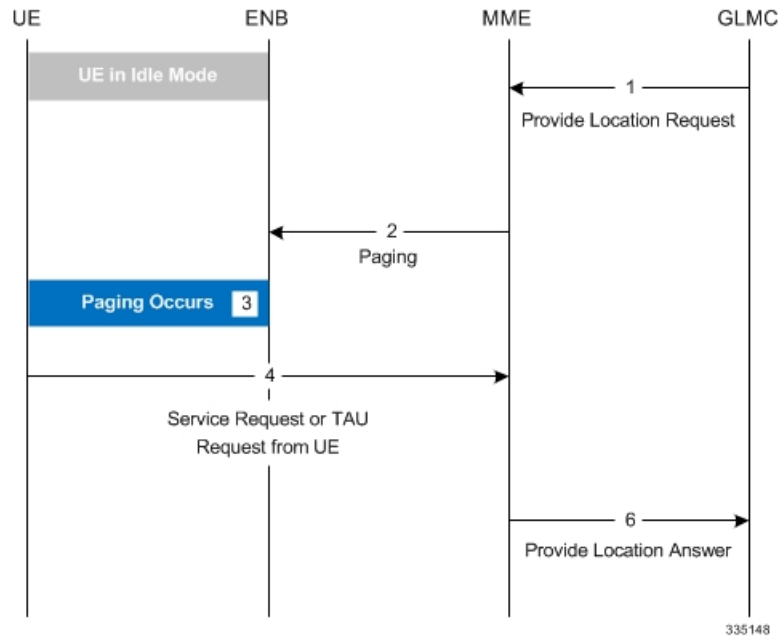 UE ENB MME GLMC
UE in Idle Mode
1
Provide Location Request
2
Paging
Paging Occurs 3
4
Service Request or TAU
Request from UE
6
Provide Location Answer
335148